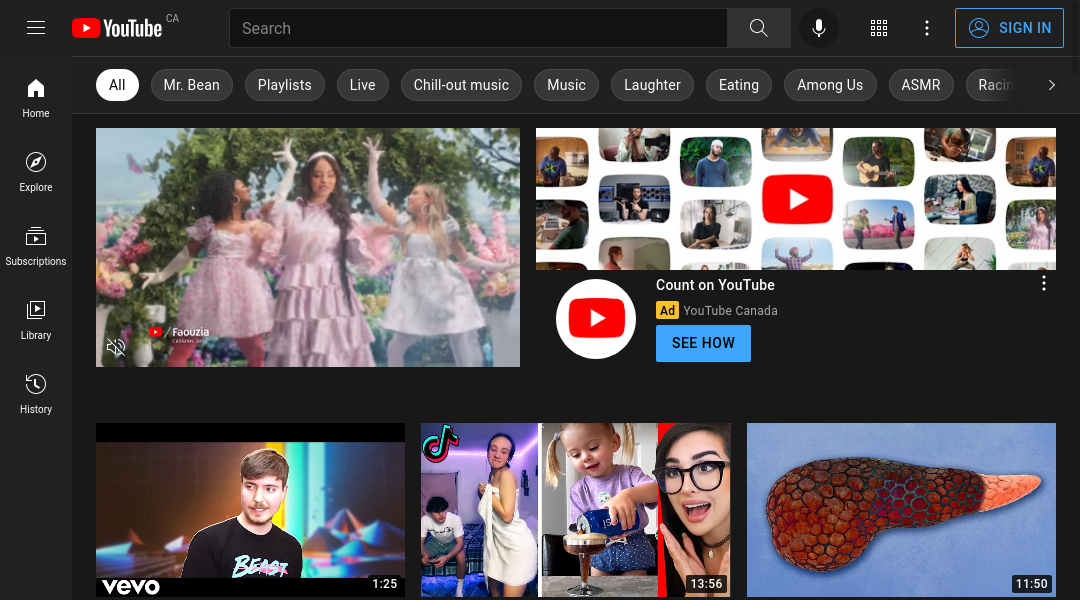 YouTube CA
Search
SIGN IN
All
Mr. Bean
Playlists
Live
Chill-out music
Music
Laughter
Eating
Among Us
ASMR
Home
Explore
Subscriptions
Library
History
/ Faouzia
Count on YouTube
Ad YouTube Canada
SEE HOW
BEAST
vevo
1:25
13:56
11:50